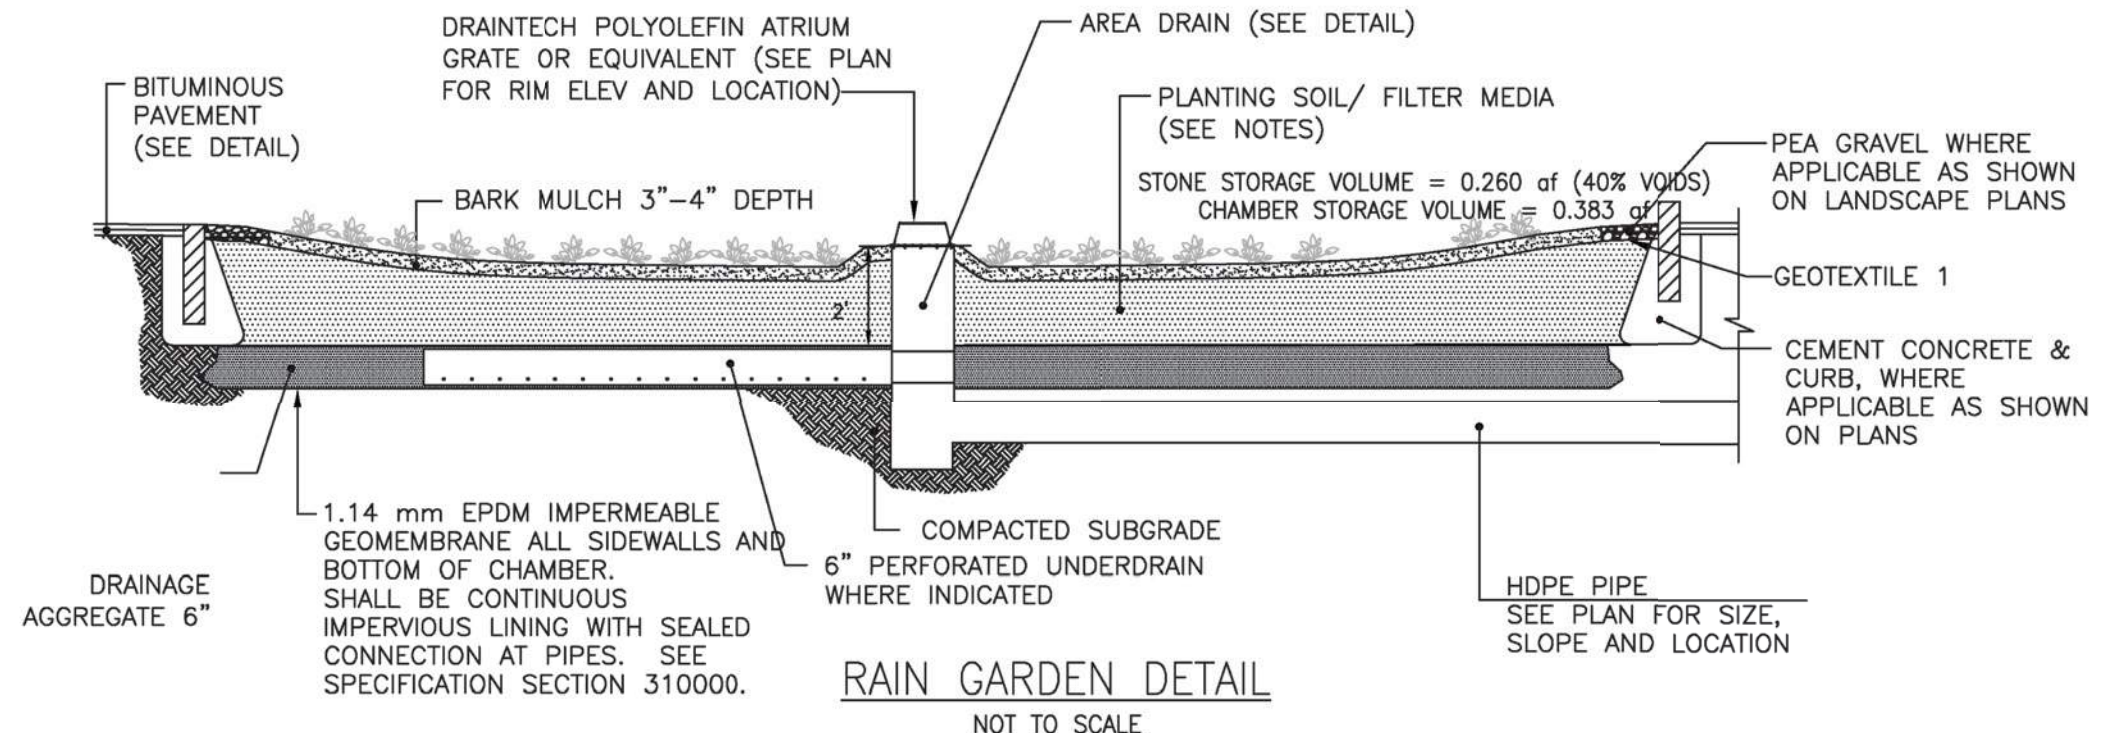 DRAINTECH POLYOLEFIN ATRIUM
GRATE OR EQUIVALENT (SEE PLAN
FOR RIM ELEV AND LOCATION)
AREA DRAIN (SEE DETAIL)
BITUMINOUS
PAVEMENT
(SEE DETAIL)
PLANTING SOIL/ FILTER MEDIA
(SEE NOTES)
PEA GRAVEL WHERE
APPLICABLE AS SHOWN
ON LANDSCAPE PLANS
STONE STORAGE VOLUME = 0.260 af (40% VOIDS)
CHAMBER STORAGE VOLUME = 0.383 af
BARK MULCH 3"-4" DEPTH
GEOTEXTILE 1
2'
CEMENT CONCRETE &
CURB, WHERE
APPLICABLE AS SHOWN
ON PLANS
1.14 mm EPDM IMPERMEABLE
GEOMEMBRANE ALL SIDEWALLS AND
BOTTOM OF CHAMBER.
SHALL BE CONTINUOUS
IMPERVIOUS LINING WITH SEALED
CONNECTION AT PIPES. SEE
SPECIFICATION SECTION 310000.
COMPACTED SUBGRADE
6" PERFORATED UNDERDRAIN
WHERE INDICATED
DRAINAGE
AGGREGATE 6"
HDPE PIPE
SEE PLAN FOR SIZE,
SLOPE AND LOCATION
RAIN GARDEN DETAIL
NOT TO SCALE